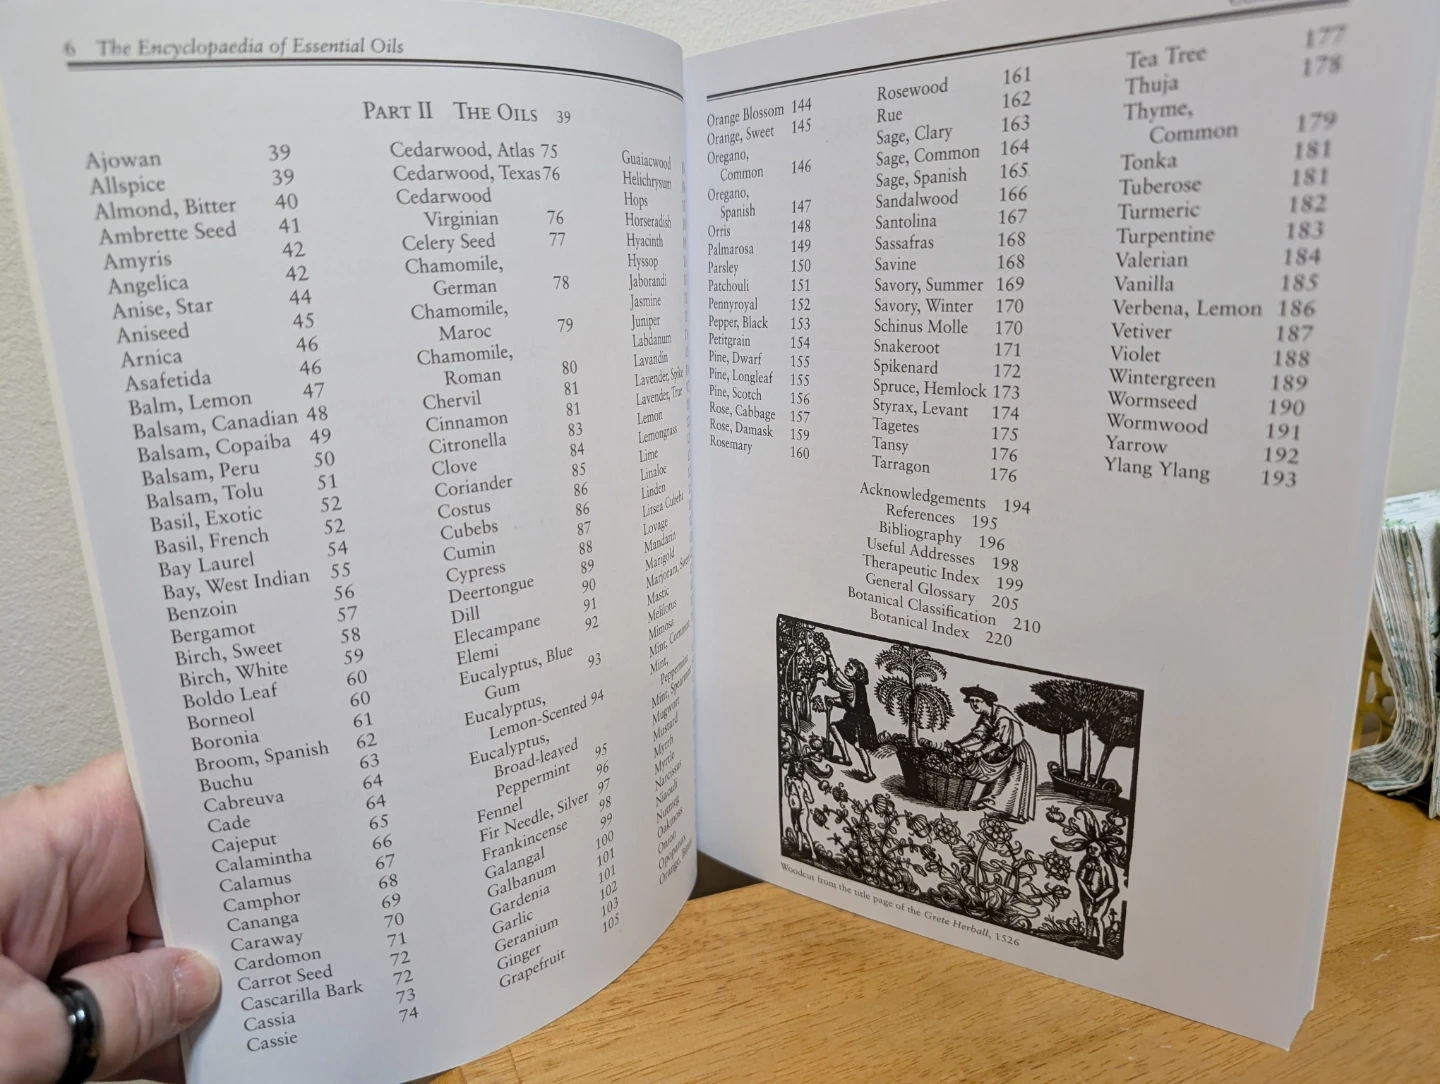 6 The Encyclopaedia of Essential Oils
PART II THE OILS 39
Ajowan 39
Allspice 39
Almond, Bitter 40
Ambrette Seed 41
Amyris 42
Angelica 42
Anise, Star 44
Aniseed 45
Arnica 46
Asafetida 46
Balm, Lemon 47
Balsam, Canadian 48
Balsam, Copaiba 49
Balsam, Peru 50
Balsam, Tolu 51
Basil, Exotic 52
Basil, French 52
Bay Laurel 54
Bay, West Indian 55
Benzoin 56
Bergamot 57
Birch, Sweet 58
Birch, White 59
Boldo Leaf 60
Borneol 60
Boronia 61
Broom, Spanish 62
Buchu 63
Cabreuva 64
Cade 64
Cajeput 65
Calamintha 66
Calamus 67
Camphor 68
Cananga 69
Caraway 70
Cardomon 71
Carrot Seed 72
Cascarilla Bark 72
Cassia 73
Cassie 74
Cedarwood, Atlas 75
Cedarwood, Texas 76
Cedarwood
Virginian 76
Celery Seed 77
Chamomile,
German 78
Chamomile,
Maroc 79
Chamomile,
Roman 80
Chervil 81
Cinnamon 81
Citronella 83
Clove 84
Coriander 85
Costus 86
Cubebs 86
Cumin 87
Cypress 88
Deertongue 89
Dill 90
Elecampane 91
Elemi 92
Eucalyptus, Blue
Gum 93
Eucalyptus,
Lemon-Scented 94
Eucalyptus,
Broad-leaved
Peppermint 95
Fennel 96
Fir Needle, Silver 97
Frankincense 98
Galangal 99
Galbanum 100
Gardenia 101
Garlic 101
Geranium 102
Ginger 103
Grapefruit 105
Guaiacwood
Helichrysum
Hops
Horseradish
Hyacinth
Hyssop
Jaborandi
Jasmine
Juniper
Labdanum
Lavandin
Lavender, Spike
Lavender, True
Lemon
Lemongrass
Lime
Linaloe
Linden
Litsea Cubeba
Lovage
Mandarin
Marigold
Marjoram,
Mastic
Melilotus
Mimosa
Mint,
Mint,
Peppermint
Mint, Spearmint
Mugwort
Mustard
Myrrh
Myrtle
Narcissus
Niaouli
Nutmeg
Oakmoss
Onion
Opopanax
Orange,
Orange Blossom 144
Orange, Sweet 145
Oregano,
Common 146
Oregano,
Spanish 147
Orris 148
Palmarosa 149
Parsley 150
Patchouli 151
Pennyroyal 152
Pepper, Black 153
Petitgrain 154
Pine, Dwarf 155
Pine, Longleaf 155
Pine, Scotch 156
Rose, Cabbage 157
Rose, Damask 159
Rosemary 160
Rosewood 161
Rue 162
Sage, Clary 163
Sage, Common 164
Sage, Spanish 165
Sandalwood 166
Santolina 167
Sassafras 168
Savine 168
Savory, Summer 169
Savory, Winter 170
Schinus Molle 170
Snakeroot 171
Spikenard 172
Spruce, Hemlock 173
Styrax, Levant 174
Tagetes 175
Tansy 176
Tarragon 176
Tea Tree 177
Thuja 178
Thyme,
Common 179
Tonka 181
Tuberose 181
Turmeric 182
Turpentine 183
Valerian 184
Vanilla 185
Verbena, Lemon 186
Vetiver 187
Violet 188
Wintergreen 189
Wormseed 190
Wormwood 191
Yarrow 192
Ylang Ylang 193
Acknowledgements 194
References 195
Bibliography 196
Useful Addresses 198
Therapeutic Index 199
General Glossary 205
Botanical Classification 210
Botanical Index 220
Woodcut from the title page of the Grete Herball, 1526